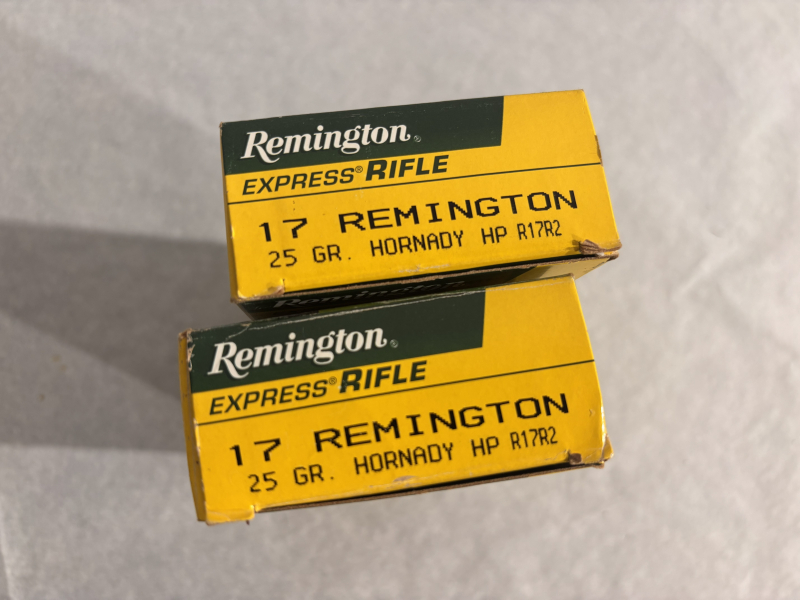 Remington®
EXPRESS® RIFLE
17 REMINGTON
25 GR. HORNADY HP R17R2
Remington
Remington®
EXPRESS® RIFLE
17 REMINGTON
25 GR. HORNADY HP R17R2